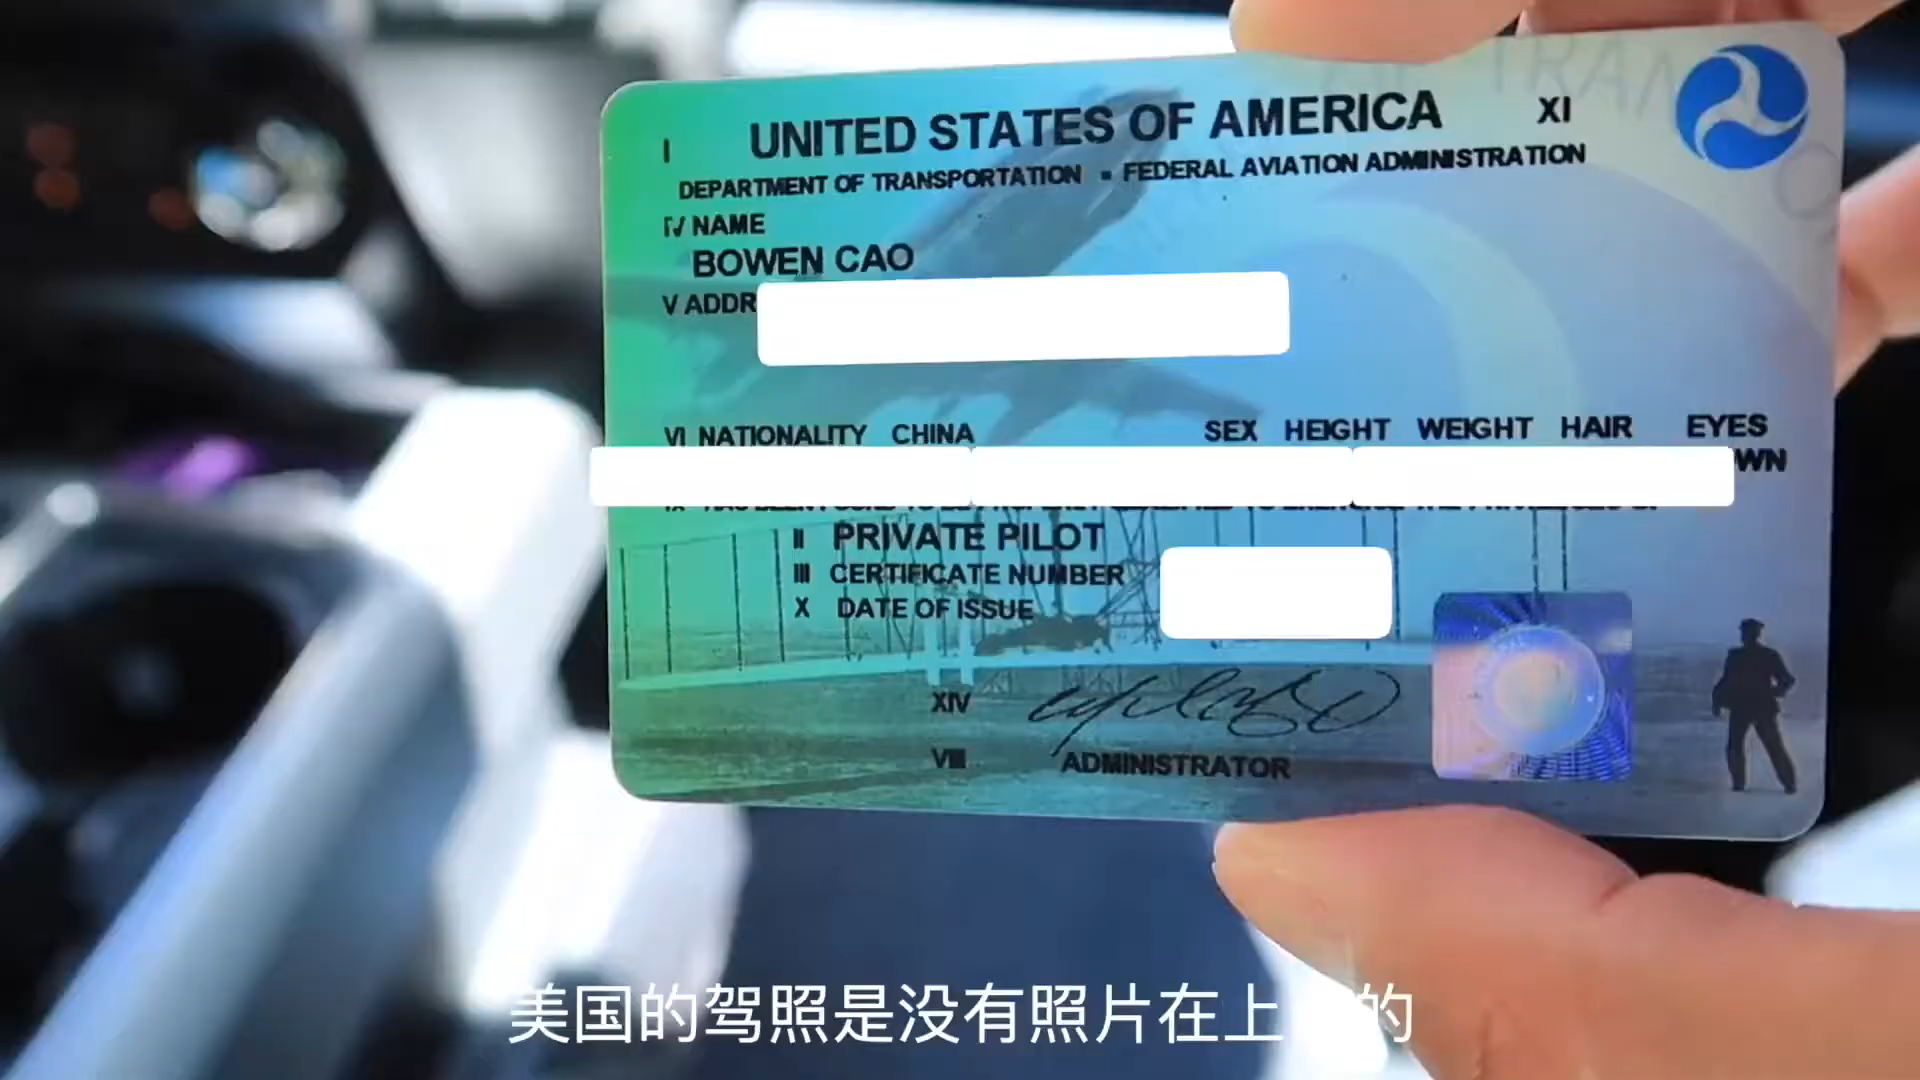 TRAN
I UNITED STATES OF AMERICA XI
DEPARTMENT OF TRANSPORTATION ▪ FEDERAL AVIATION ADMINISTRATION
IV NAME
BOWEN CAO
V ADDR
VI NATIONALITY CHINA SEX HEIGHT WEIGHT HAIR EYES
WN
II PRIVATE PILOT
III CERTIFICATE NUMBER
X DATE OF ISSUE
XIV
VIII ADMINISTRATOR
美国的驾照是没有照片在上的